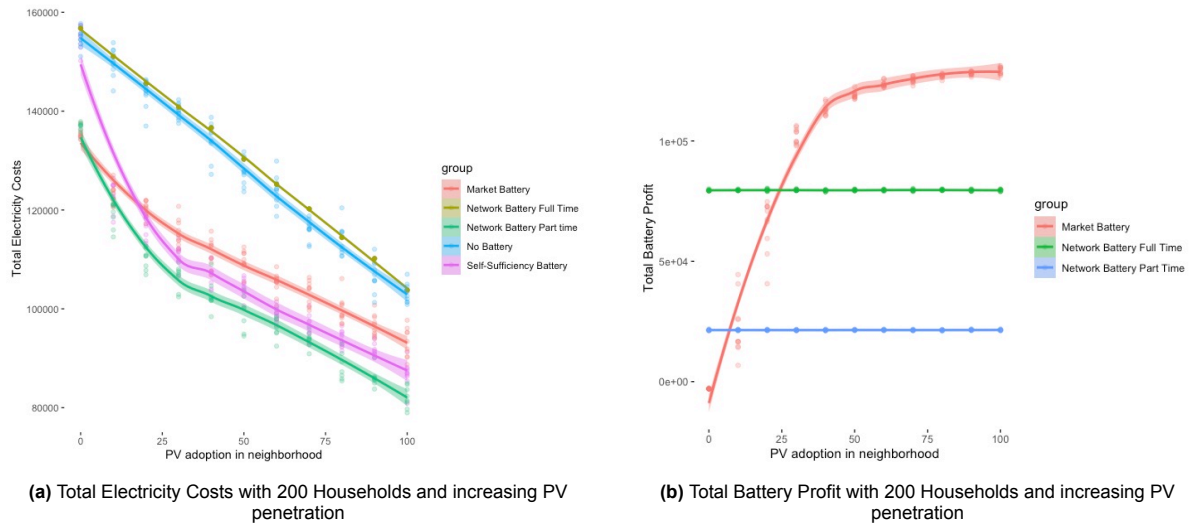 160000
140000
120000
100000
80000
Total Electricity Costs
0
25
50
75
100
PV adoption in neighborhood
group
Market Battery
Network Battery Full Time
Network Battery Part time
No Battery
Self-Sufficiency Battery
(a) Total Electricity Costs with 200 Households and increasing PV
penetration
1e+05
5e+04
0e+00
Total Battery Profit
0
25
50
75
100
PV adoption in neighborhood
group
Market Battery
Network Battery Full Time
Network Battery Part Time
(b) Total Battery Profit with 200 Households and increasing PV
penetration